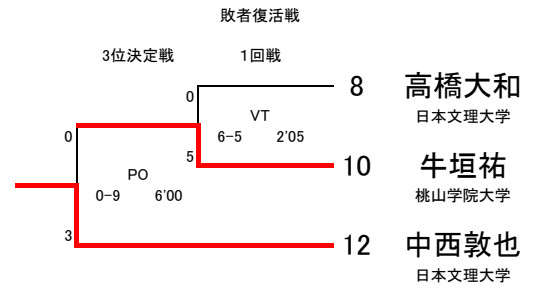 敗者復活戦
3位決定戦 1回戦
8 高橋大和
0
日本文理大学
VT
6-5 2'05
0
5
10 牛垣祐
桃山学院大学
PO
0-9 6'00
3
12 中西敦也
日本文理大学